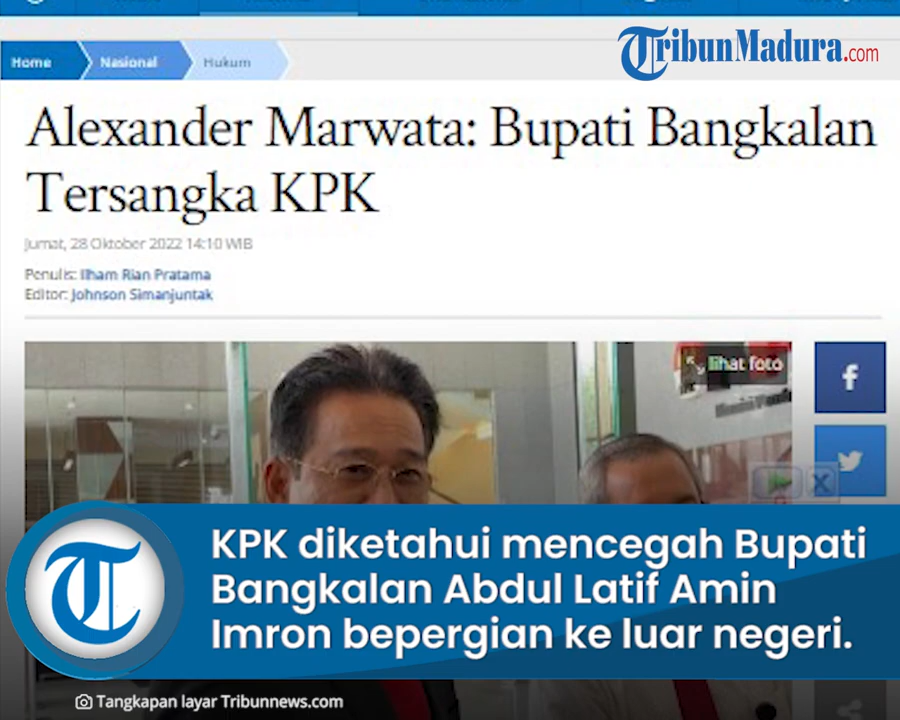 TribunMadura.com
Home Nasional Hukum
Alexander Marwata: Bupati Bangkalan
Tersangka KPK
Jumat, 28 Oktober 2022 14:10 WIB
Penulis: Ilham Rian Pratama
Editor: Johnson Simanjuntak
lihat foto
KPK diketahui mencegah Bupati
Bangkalan Abdul Latif Amin
Imron bepergian ke luar negeri.
Tangkapan layar Tribunnews.com